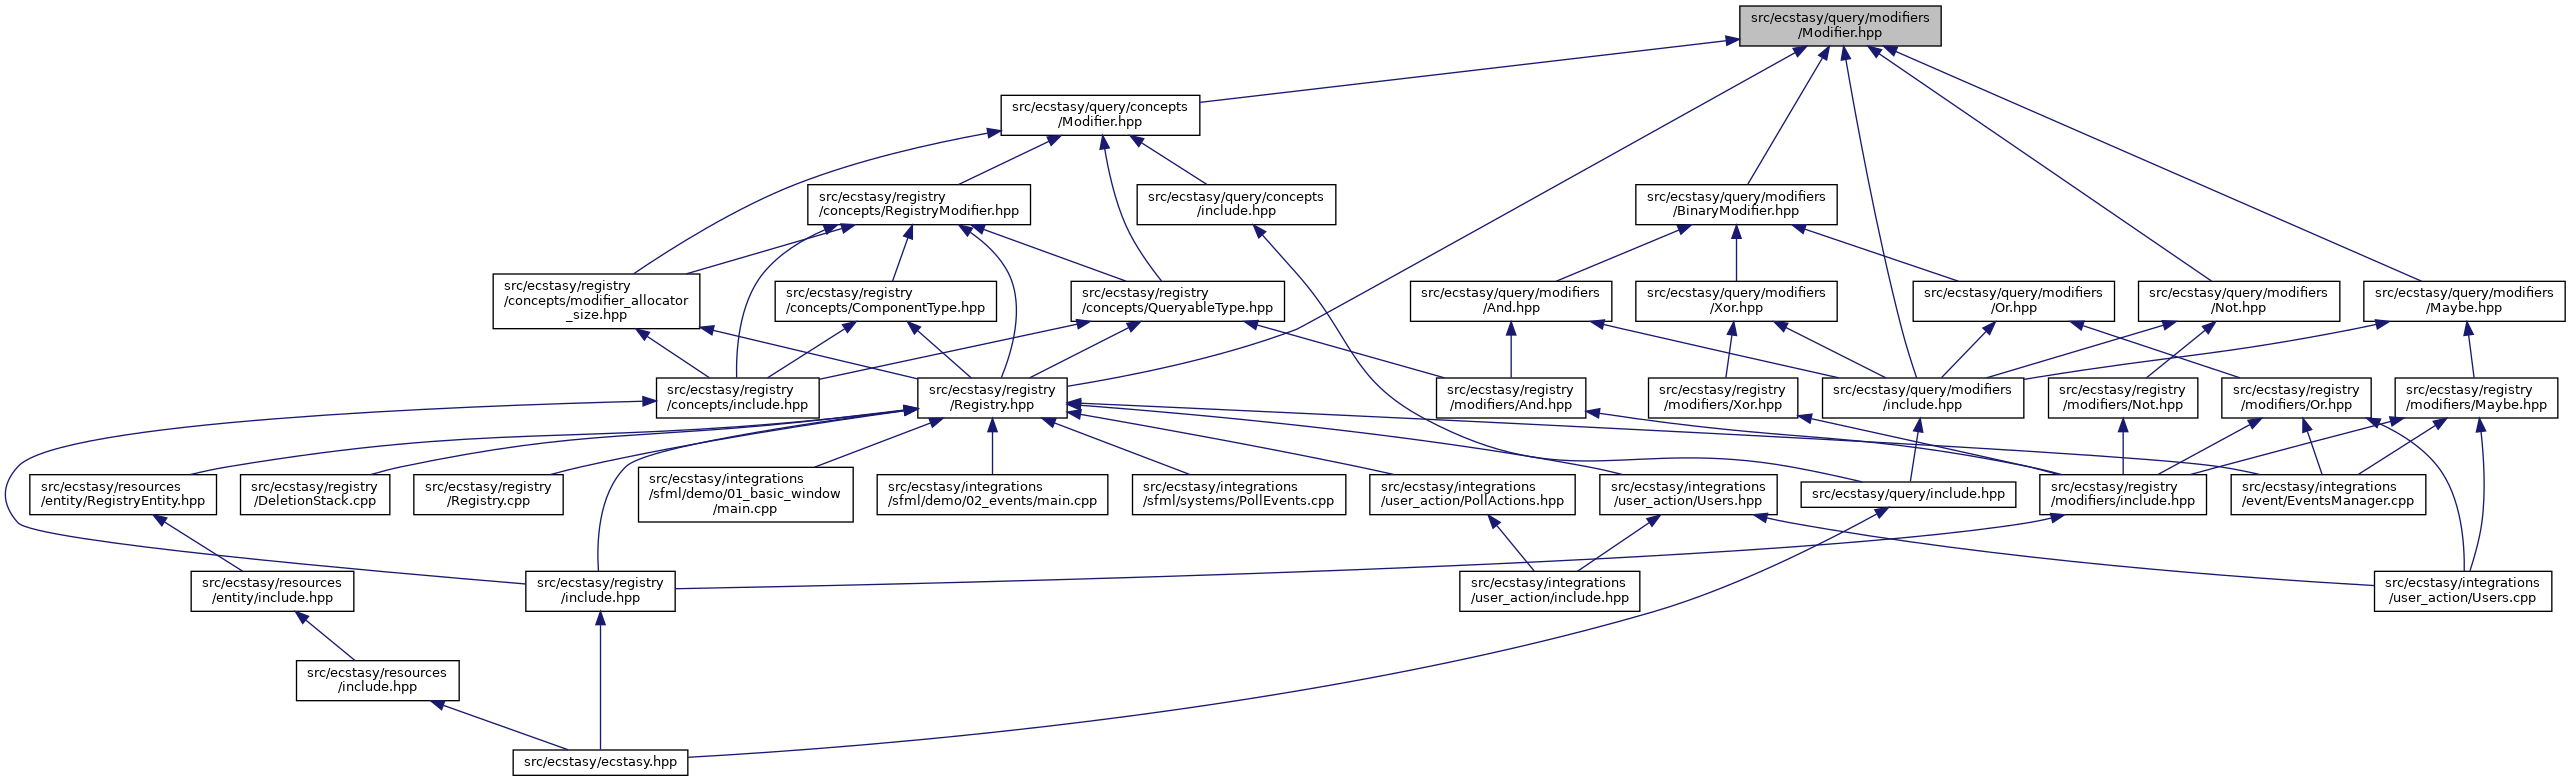 src/ecstasy/query/modifiers
/Modifier.hpp
src/ecstasy/query/concepts
/Modifier.hpp
src/ecstasy/registry
/concepts/RegistryModifier.hpp
src/ecstasy/query/concepts
/include.hpp
src/ecstasy/query/modifiers
/BinaryModifier.hpp
src/ecstasy/registry
/concepts/modifier_allocator
_size.hpp
src/ecstasy/registry
/concepts/ComponentType.hpp
src/ecstasy/registry
/concepts/QueryableType.hpp
src/ecstasy/query/modifiers
/And.hpp
src/ecstasy/query/modifiers
/Xor.hpp
src/ecstasy/query/modifiers
/Or.hpp
src/ecstasy/query/modifiers
/Not.hpp
src/ecstasy/query/modifiers
/Maybe.hpp
src/ecstasy/registry
/concepts/include.hpp
src/ecstasy/registry
/Registry.hpp
src/ecstasy/registry
/modifiers/And.hpp
src/ecstasy/registry
/modifiers/Xor.hpp
src/ecstasy/query/modifiers
/include.hpp
src/ecstasy/registry
/modifiers/Not.hpp
src/ecstasy/registry
/modifiers/Or.hpp
src/ecstasy/registry
/modifiers/Maybe.hpp
src/ecstasy/resources
/entity/RegistryEntity.hpp
src/ecstasy/registry
/DeletionStack.cpp
src/ecstasy/registry
/Registry.cpp
src/ecstasy/integrations
/sfml/demo/01_basic_window
/main.cpp
src/ecstasy/integrations
/sfml/demo/02_events/main.cpp
src/ecstasy/integrations
/sfml/systems/PollEvents.cpp
src/ecstasy/integrations
/user_action/PollActions.hpp
src/ecstasy/integrations
/user_action/Users.hpp
src/ecstasy/query/include.hpp
src/ecstasy/registry
/modifiers/include.hpp
src/ecstasy/integrations
/event/EventsManager.cpp
src/ecstasy/resources
/entity/include.hpp
src/ecstasy/registry
/include.hpp
src/ecstasy/integrations
/user_action/include.hpp
src/ecstasy/integrations
/user_action/Users.cpp
src/ecstasy/resources
/include.hpp
src/ecstasy/ecstasy.hpp